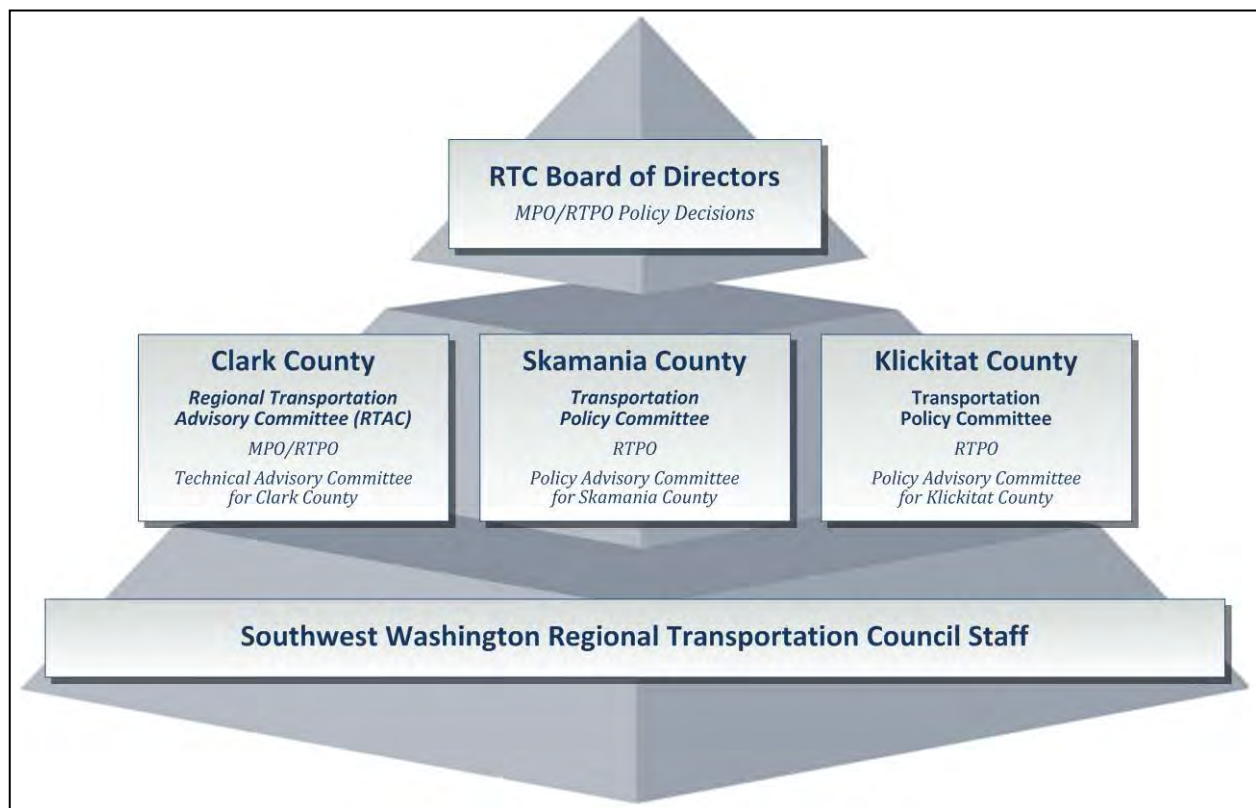 RTC Board of Directors
MPO/RTPO Policy Decisions
Clark County
Regional Transportation
Advisory Committee (RTAC)
MPO/RTPO
Technical Advisory Committee
for Clark County
Skamania County
Transportation
Policy Committee
RTPO
Policy Advisory Committee
for Skamania County
Klickitat County
Transportation
Policy Committee
RTPO
Policy Advisory Committee
for Klickitat County
Southwest Washington Regional Transportation Council Staff